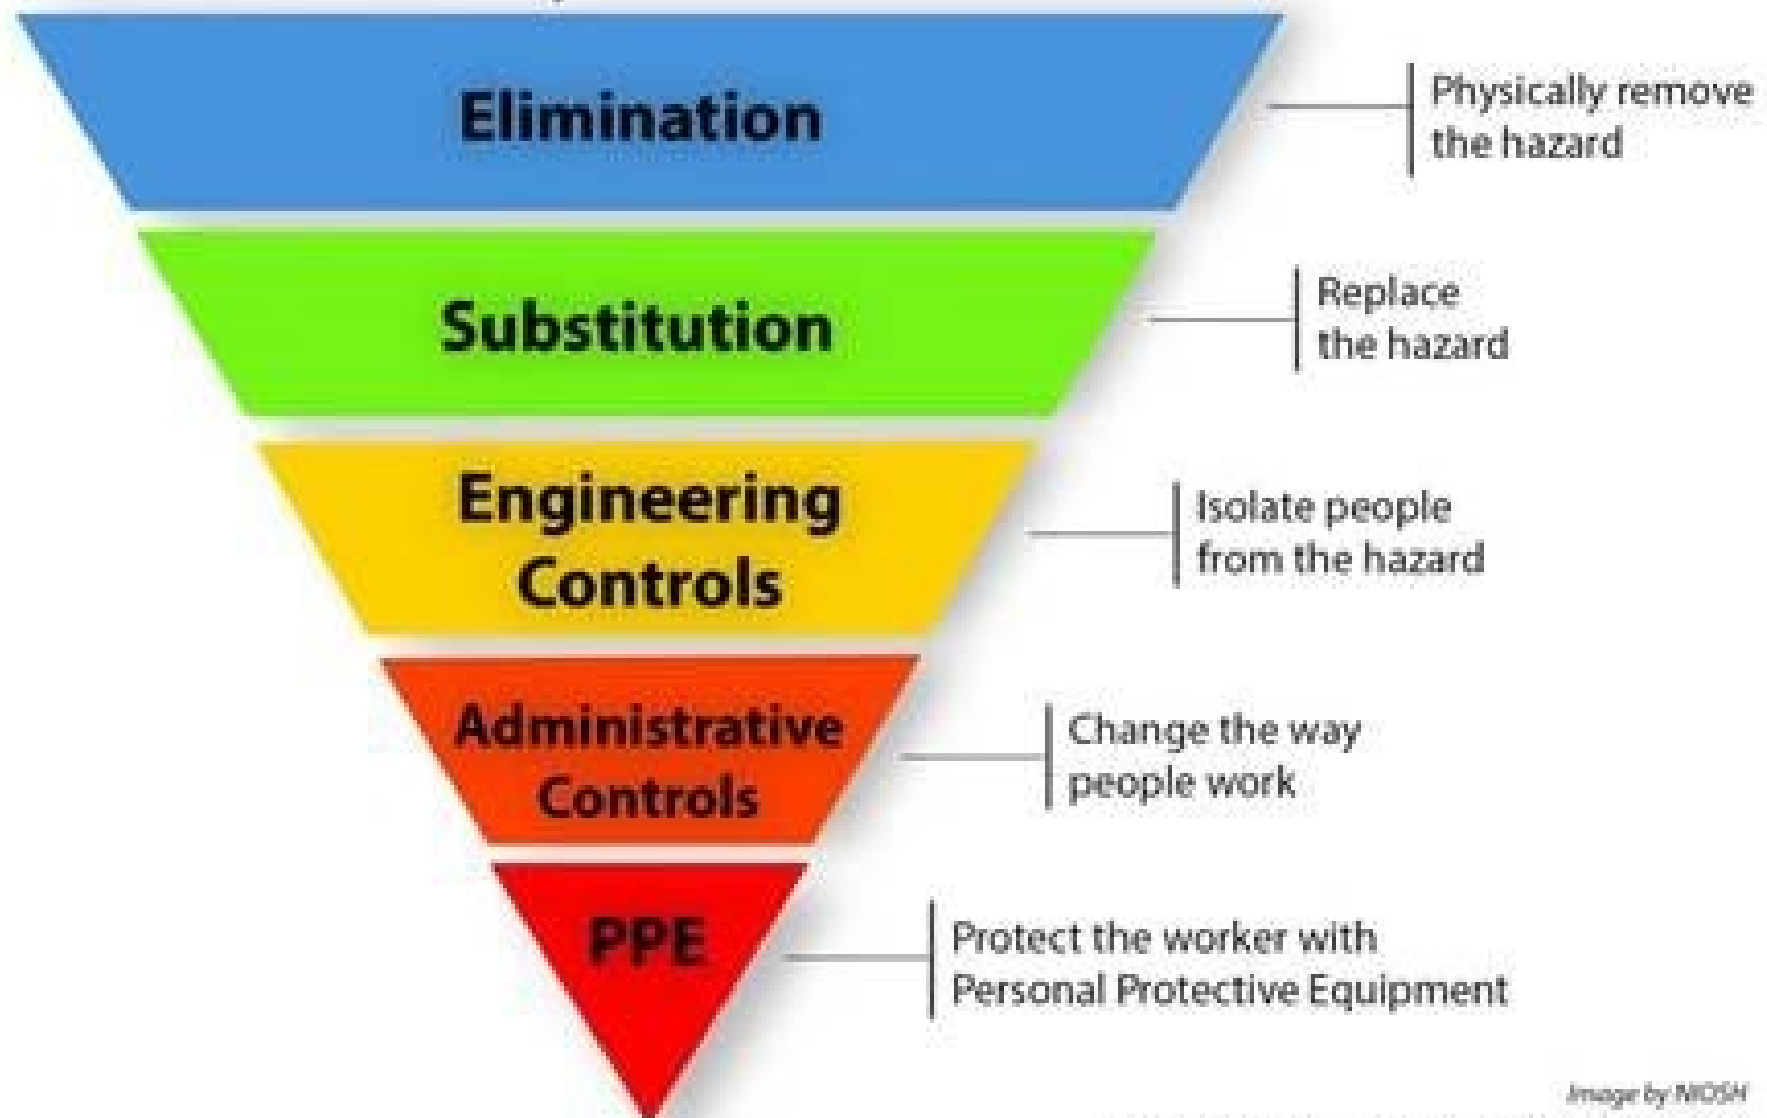 Elimination
Physically remove
the hazard
Substitution
Replace
the hazard
Engineering
Controls
Isolate people
from the hazard
Administrative
Controls
Change the way
people work
PPE
Protect the worker with
Personal Protective Equipment
Image by NIOSH